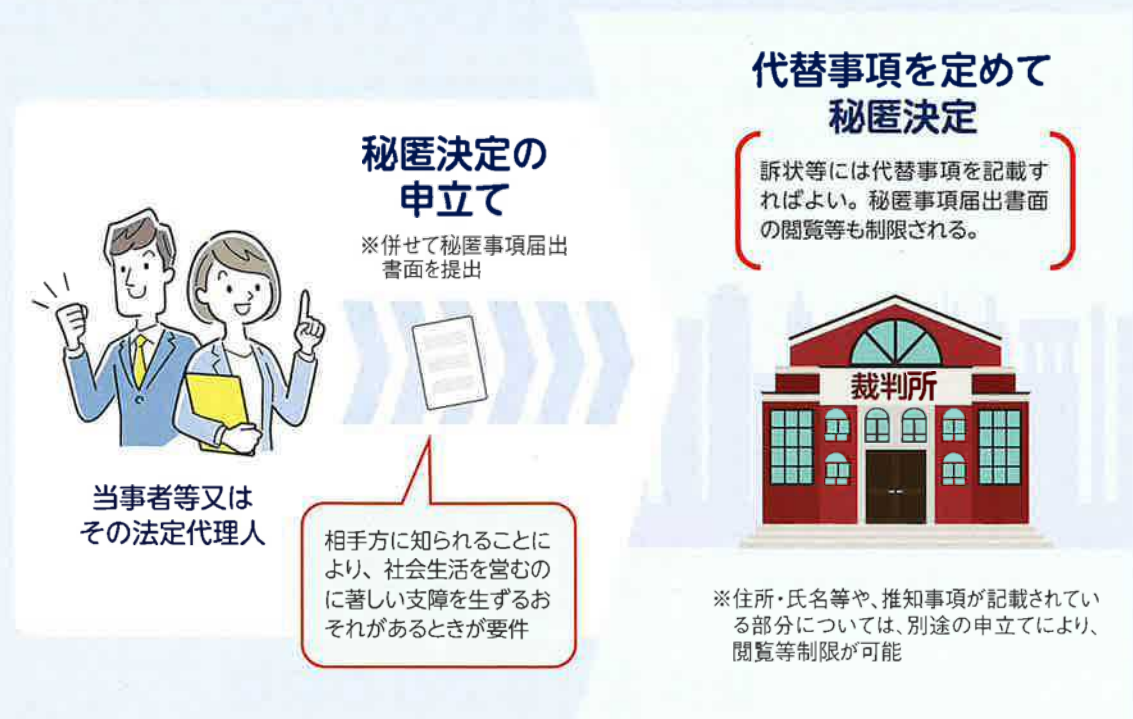 秘匿決定の
申立て
※併せて秘匿事項届出
書面を提出
当事者等又は
その法定代理人
相手方に知られることに
より、社会生活を営むの
に著しい支障を生ずるお
それがあるときが要件
代替事項を定めて
秘匿決定
訴状等には代替事項を記載す
ればよい。秘匿事項届出書面
の閲覧等も制限される。
裁判所
※住所・氏名等や、推知事項が記載されてい
る部分については、別途の申立てにより、
閲覧等制限が可能